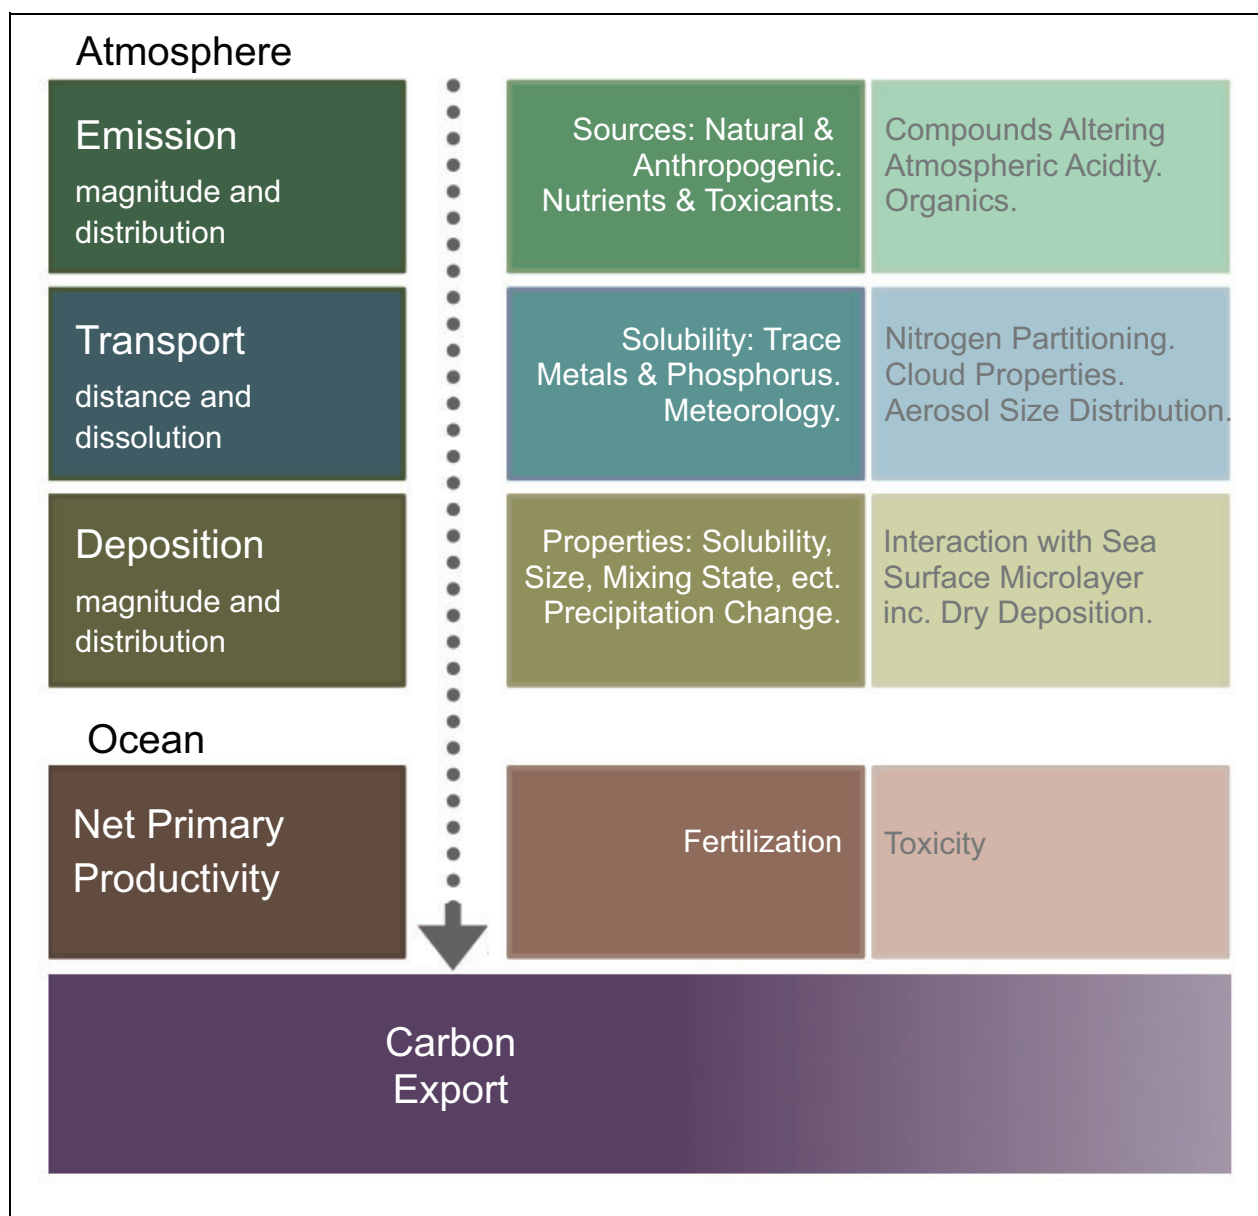 Atmosphere
Emission
magnitude and
distribution
Sources: Natural &
Anthropogenic.
Nutrients & Toxicants.
Compounds Altering
Atmospheric Acidity.
Organics.
Transport
distance and
dissolution
Solubility: Trace
Metals & Phosphorus.
Meteorology.
Nitrogen Partitioning.
Cloud Properties.
Aerosol Size Distribution.
Deposition
magnitude and
distribution
Properties: Solubility,
Size, Mixing State, ect.
Precipitation Change.
Interaction with Sea
Surface Microlayer
inc. Dry Deposition.
Ocean
Net Primary
Productivity
Fertilization
Toxicity
Carbon
Export